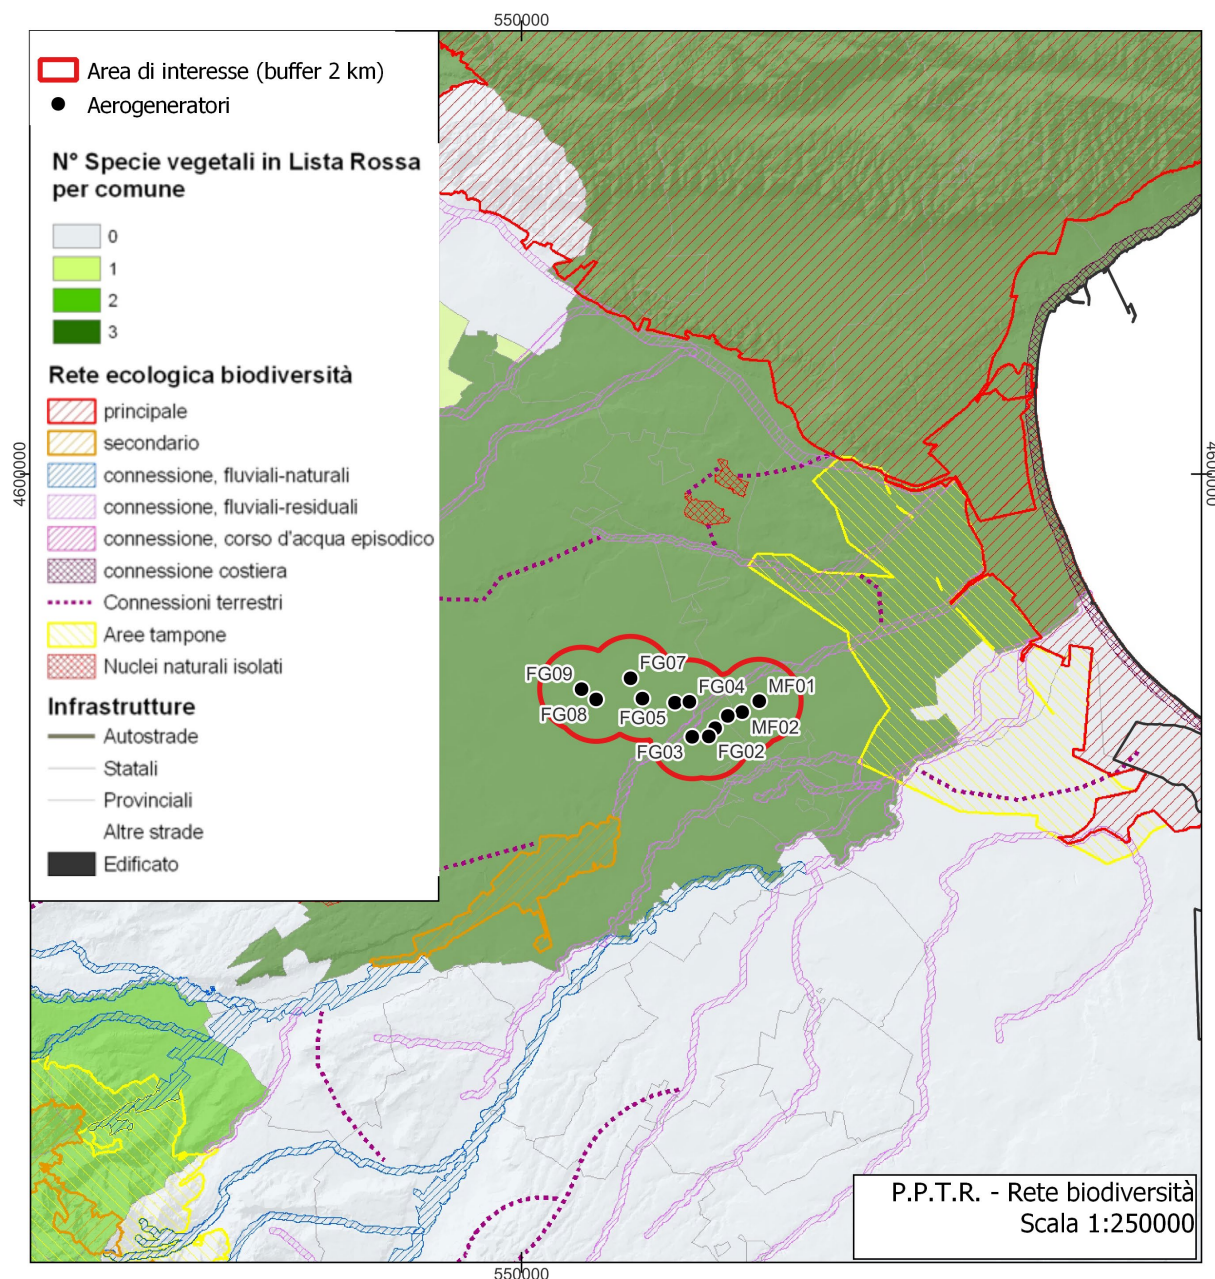 550000
Area di interesse (buffer 2 km)
Aerogeneratori
N° Specie vegetali in Lista Rossa
per comune
0
1
2
3
Rete ecologica biodiversità
principale
secondario
connessione, fluviali-naturali
connessione, fluviali-residuali
connessione, corso d'acqua episodico
connessione costiera
Connessioni terrestri
Aree tampone
Nuclei naturali isolati
Infrastrutture
Autostrade
Statali
Provinciali
Altre strade
Edificato
4600000
4600000
FG09
FG07
FG08
FG05
FG04
MF01
MF02
FG03
FG02
P.P.T.R. - Rete biodiversità
Scala 1:250000
550000